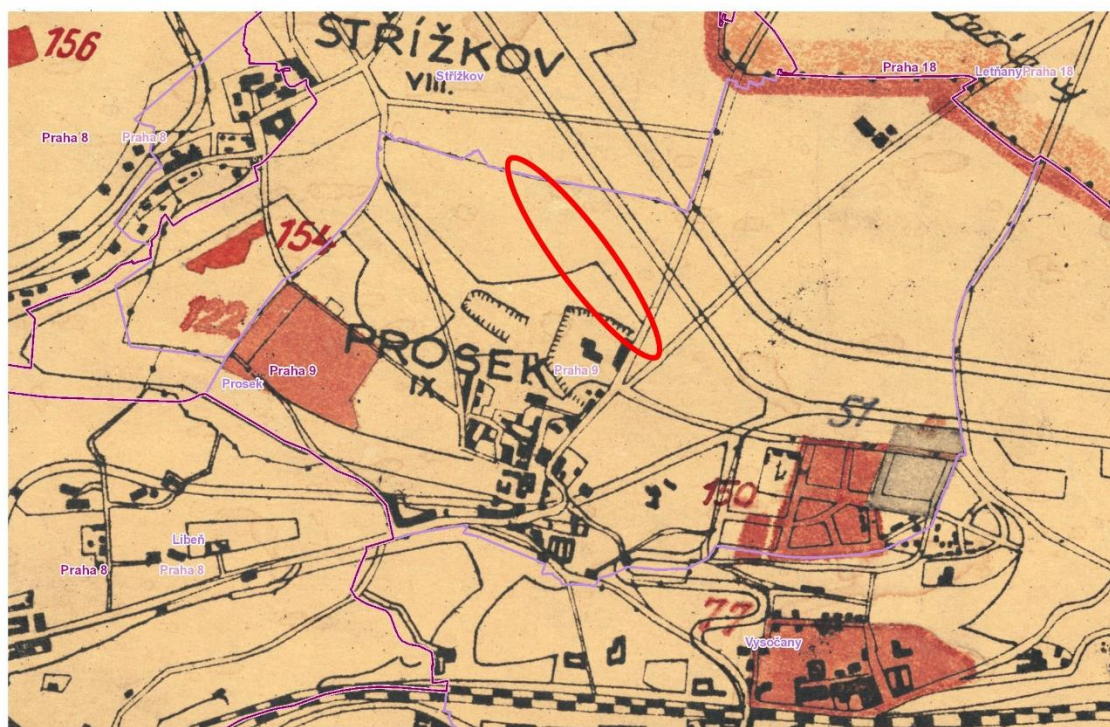 156
STŘÍŽKOV
VIII.
Střížkov
Praha 18
Letňany
Praha 18
Praha 8
Praha 8
154
122
PROSEK
IX
Praha 9
Prosek
Praha 9
51
150
Libeň
Praha 8
Praha 8
77
Vysočany